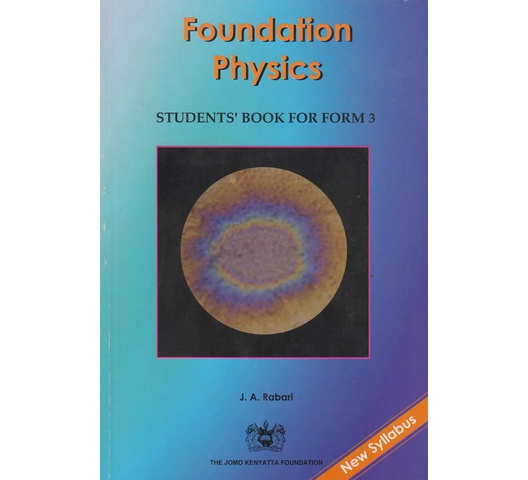 Foundation
Physics
STUDENTS' BOOK FOR FORM 3
J. A. Rabari
THE JOMO KENYATTA FOUNDATION
New Syllabus